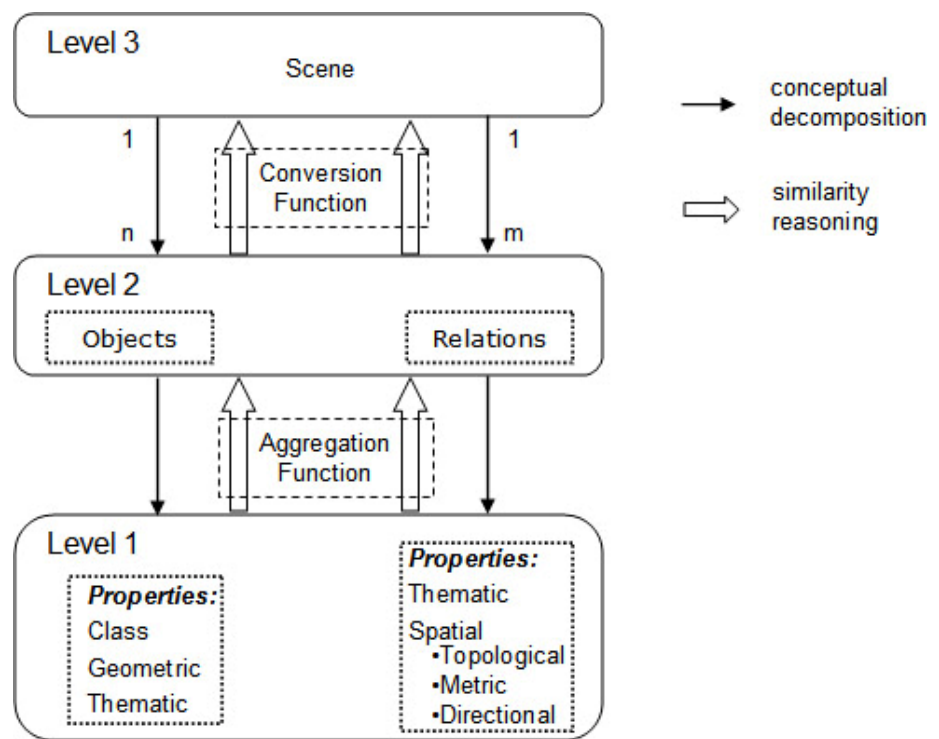 Level 3
Scene
conceptual
decomposition
1
1
Conversion
Function
similarity
reasoning
n
m
Level 2
Objects
Relations
Aggregation
Function
Level 1
Properties:
Class
Geometric
Thematic
Properties:
Thematic
Spatial
•Topological
•Metric
•Directional